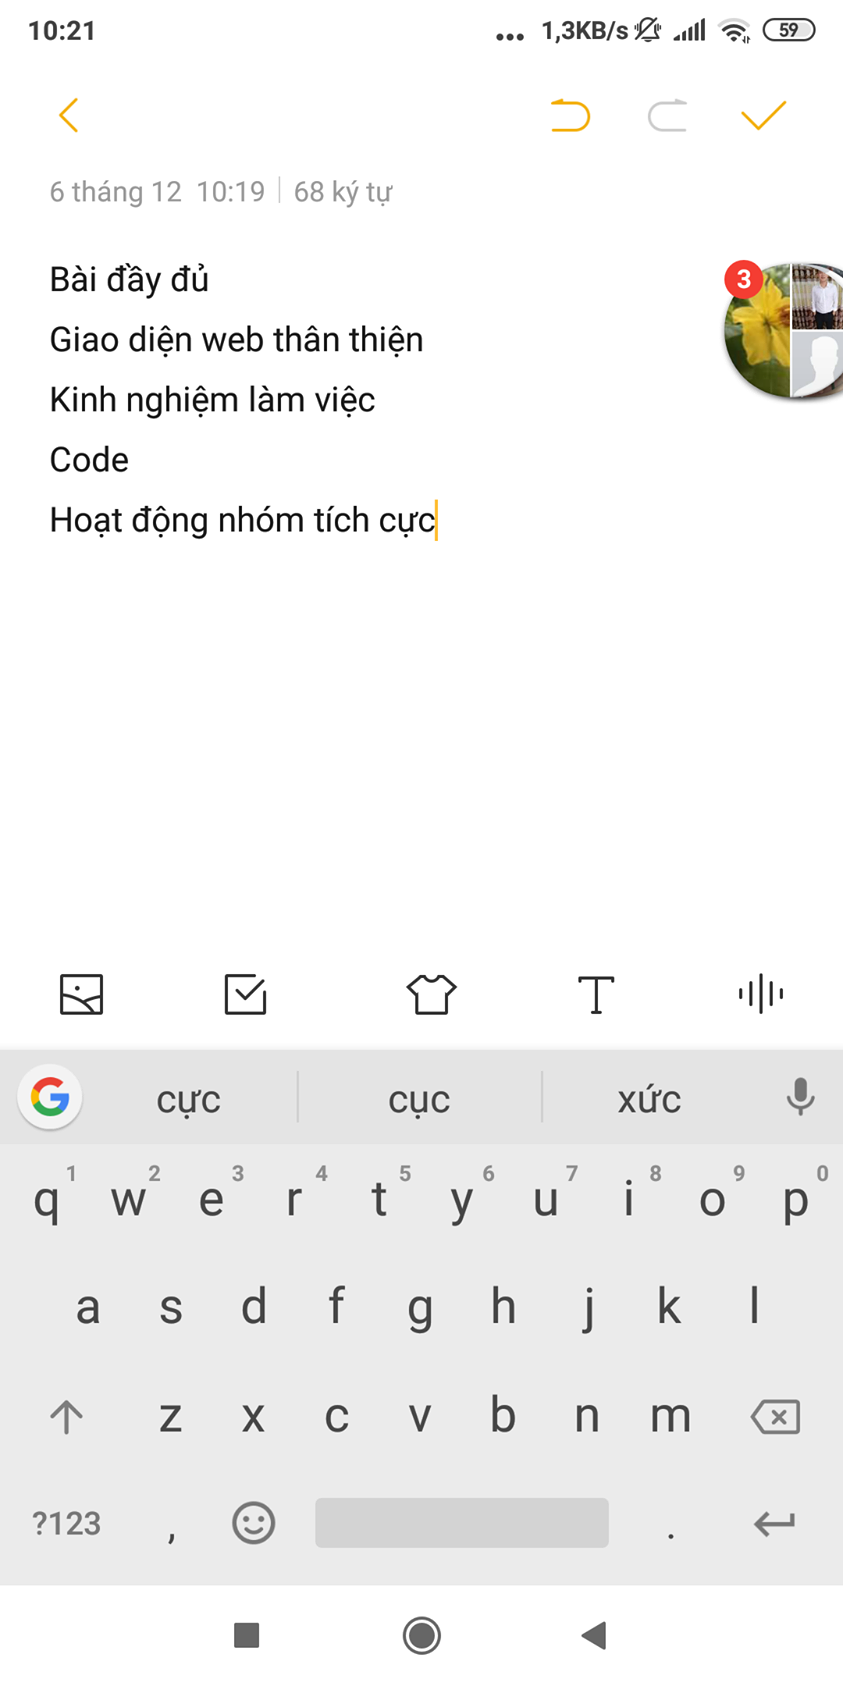 10:21
... 1,3KB/s 59
6 tháng 12 10:19 | 68 ký tự
Bài đầy đủ
3
Giao diện web thân thiện
Kinh nghiệm làm việc
Code
Hoạt động nhóm tích cực
T
G cực cục xức
1 2 3 4 5 6 7 8 9 0
q w e r t y u i o p
a s d f g h j k l
z x c v b n m
?123 , .